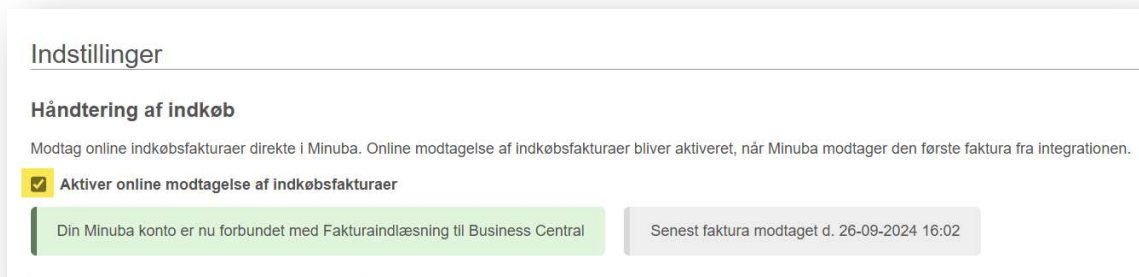 Indstillinger
Håndtering af indkøb
Modtag online indkøbsfakturaer direkte i Minuba. Online modtagelse af indkøbsfakturaer bliver aktiveret, når Minuba modtager den første faktura fra integrationen.
Aktiver online modtagelse af indkøbsfakturaer
Din Minuba konto er nu forbundet med Fakturaindlæsning til Business Central
Senest faktura modtaget d. 26-09-2024 16:02